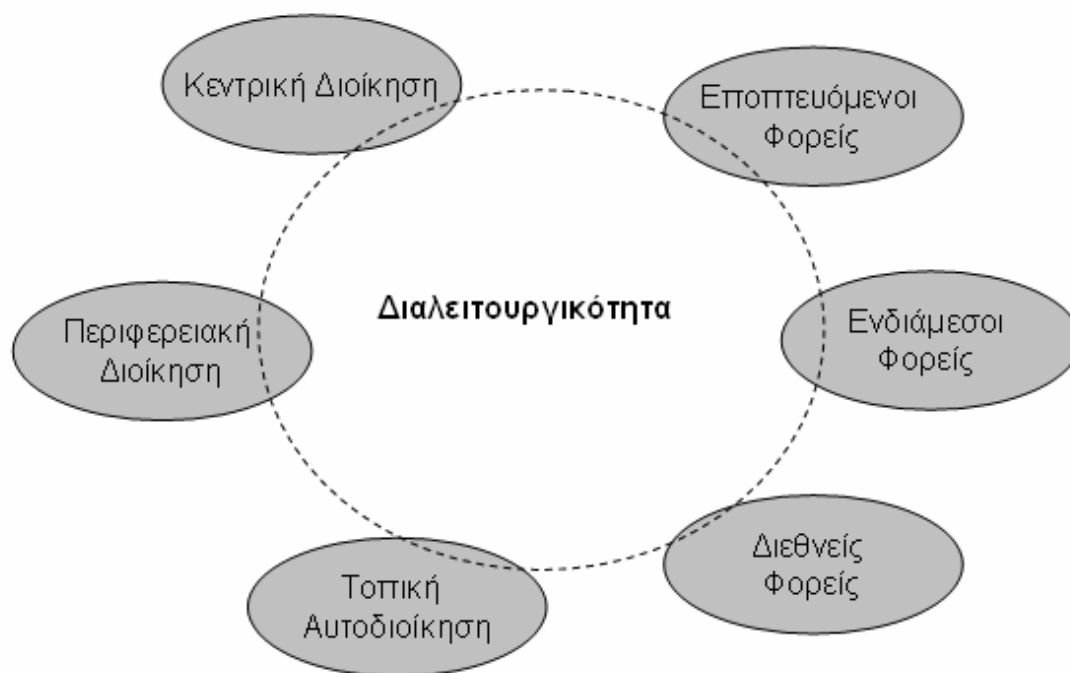 Κεντρική Διοίκηση
Εποπτευόμενοι
Φορείς
Διαλειτουργικότητα
Περιφερειακή
Διοίκηση
Ενδιάμεσοι
Φορείς
Διεθνείς
Φορείς
Τοπική
Αυτοδιοίκηση